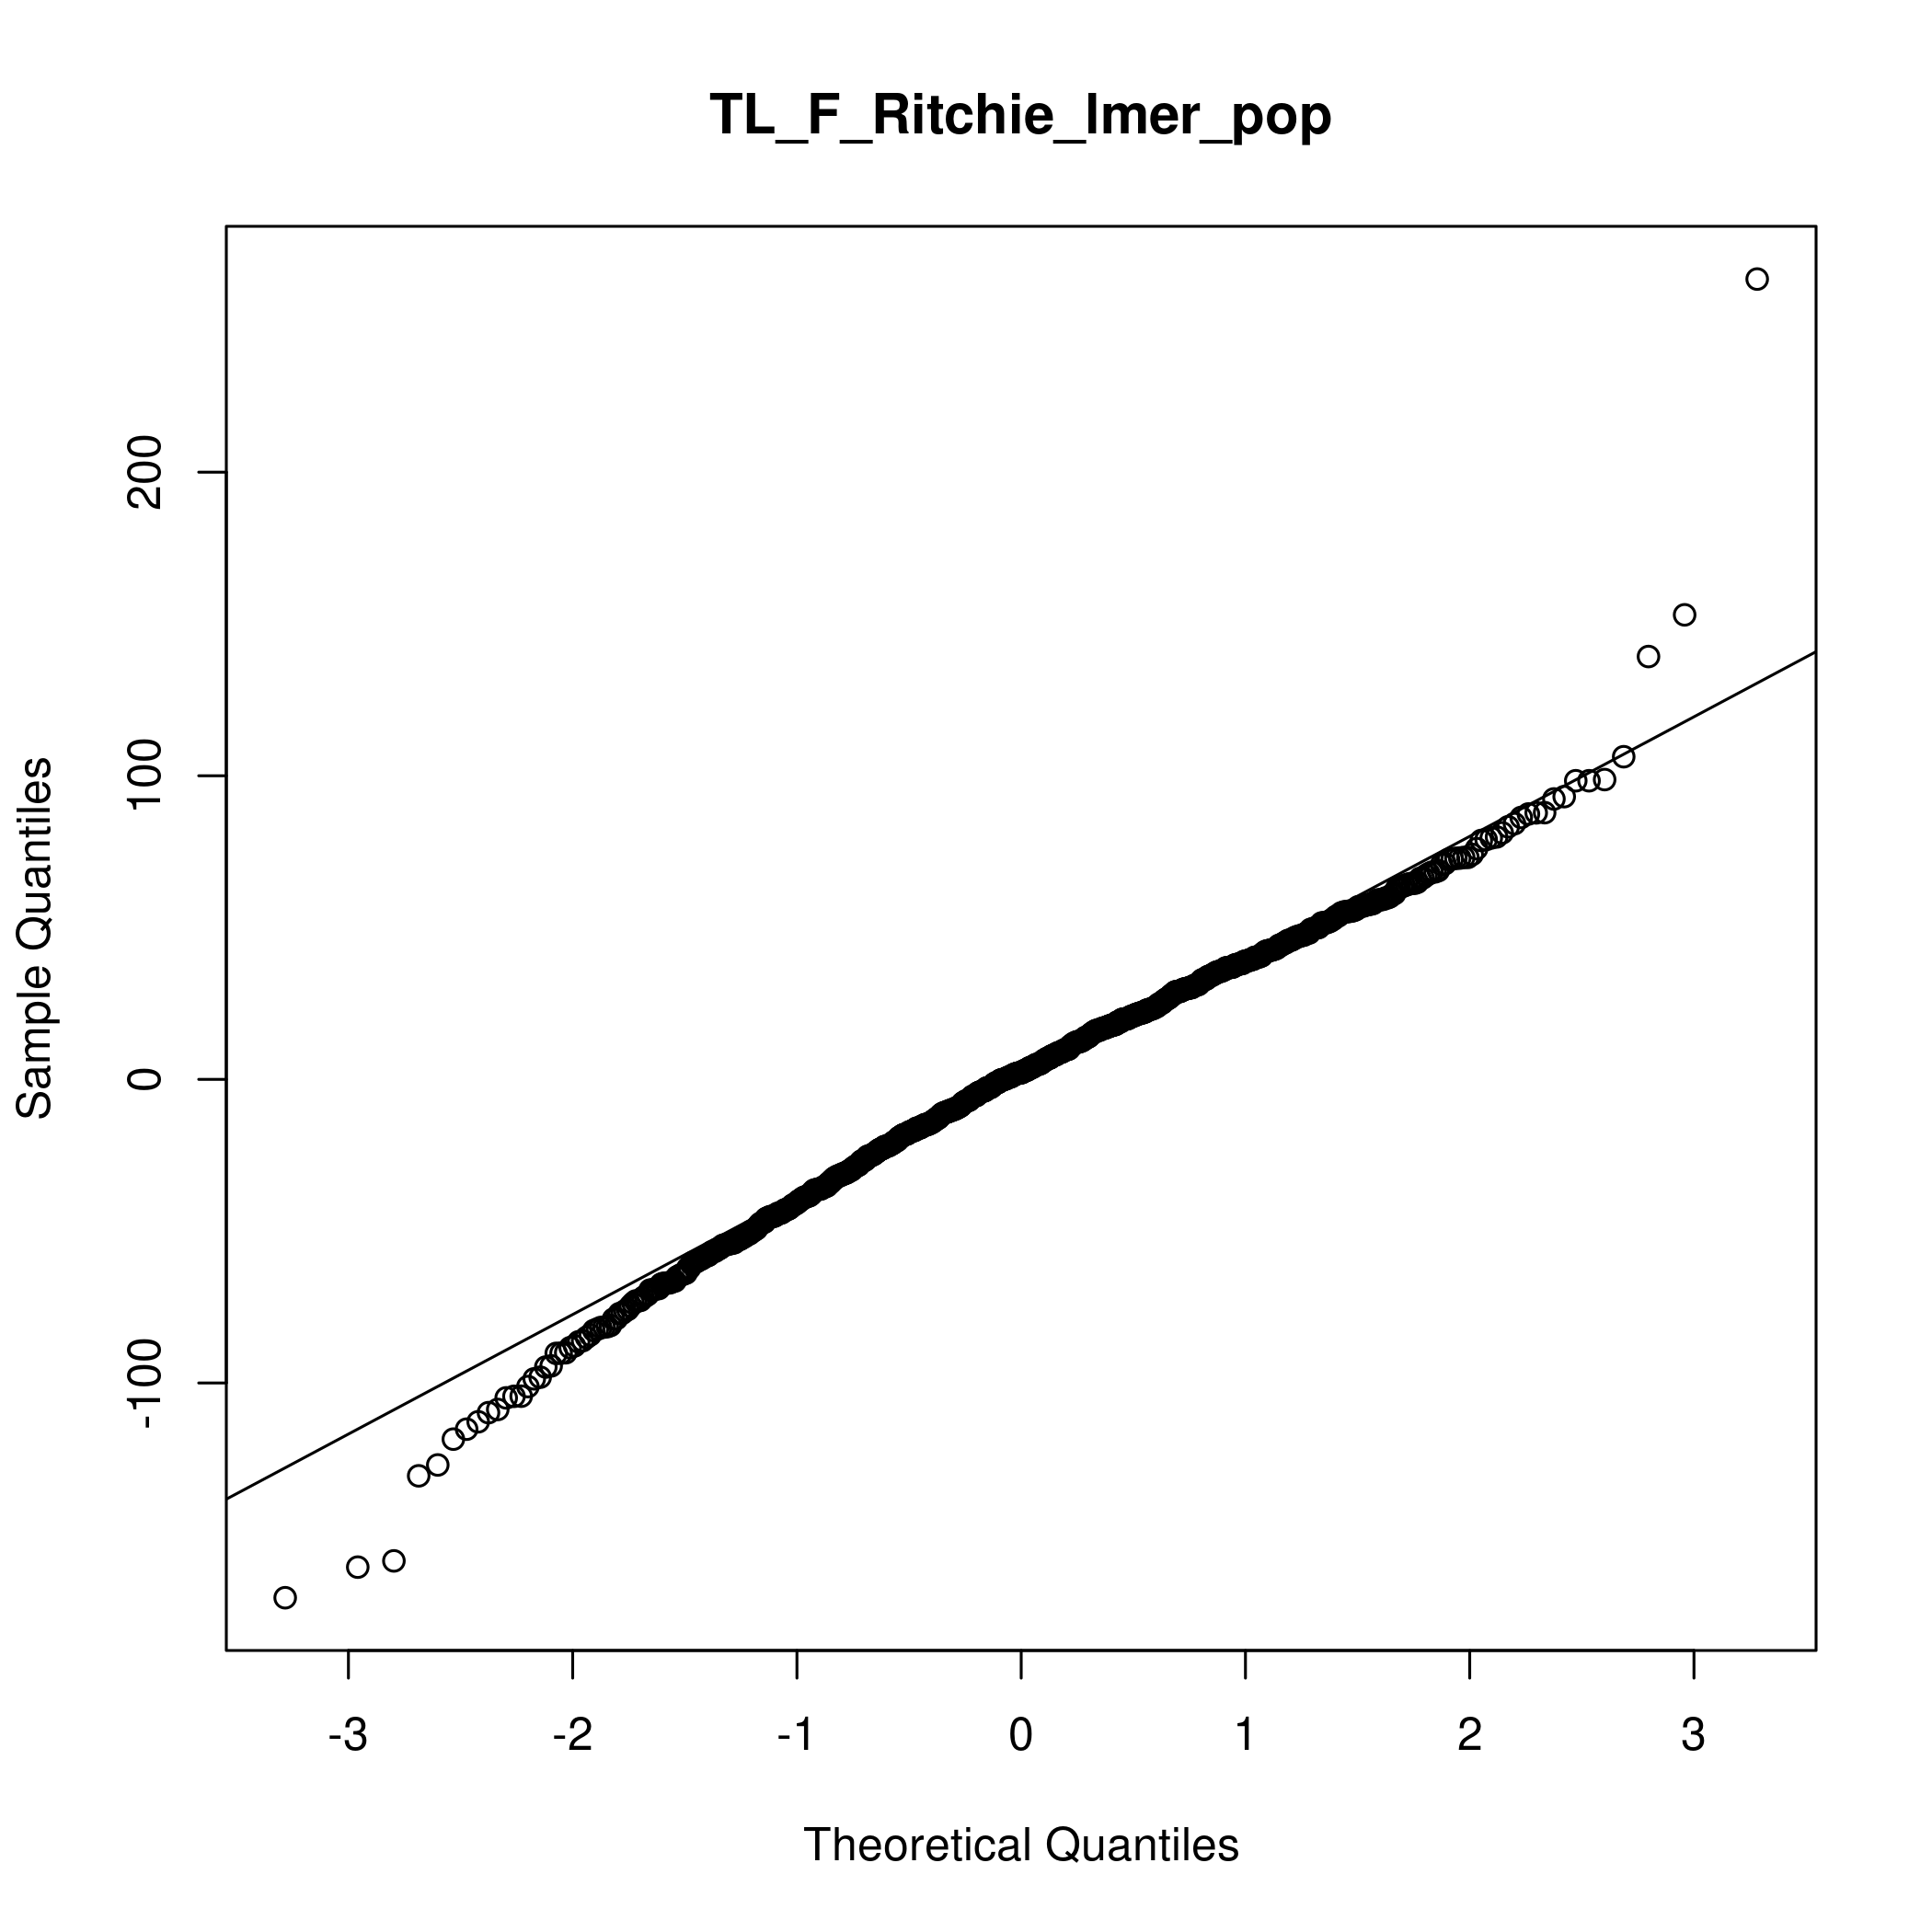 TL_F_Ritchie_lmer_pop
Sample Quantiles
200
100
0
-100
-3 -2 -1 0 1 2 3
Theoretical Quantiles